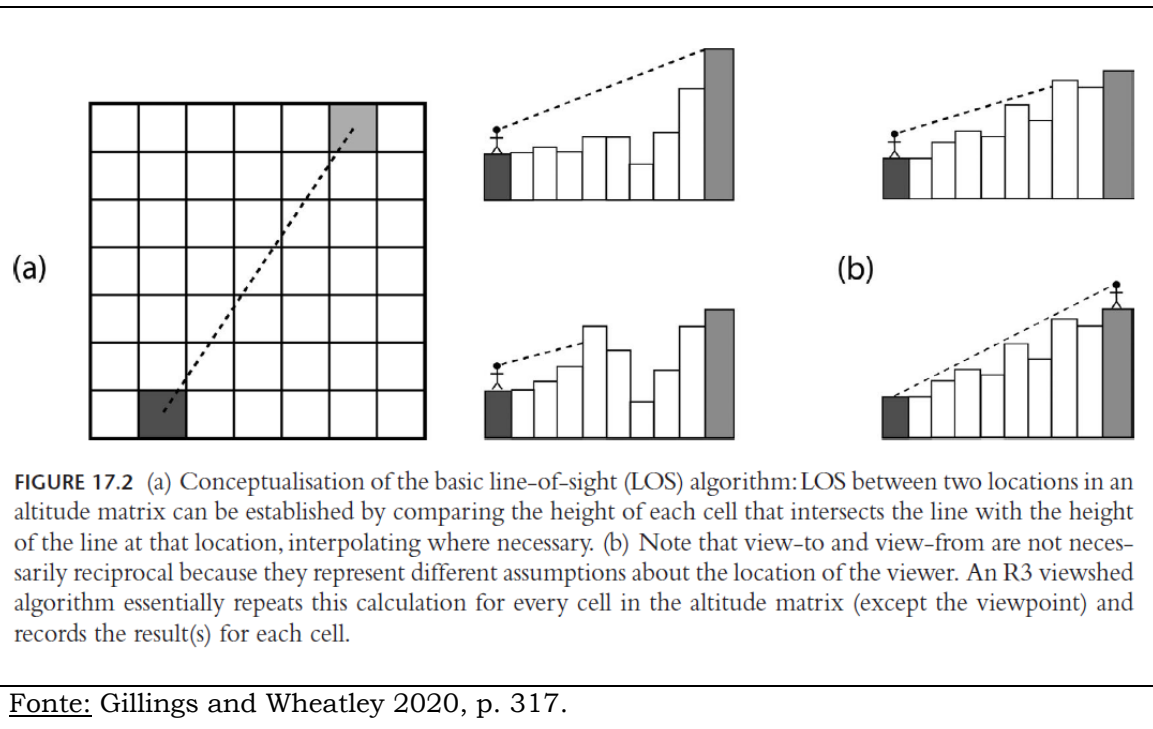 (a)
(b)
FIGURE 17.2 (a) Conceptualisation of the basic line-of-sight (LOS) algorithm: LOS between two locations in an
altitude matrix can be established by comparing the height of each cell that intersects the line with the height
of the line at that location, interpolating where necessary. (b) Note that view-to and view-from are not neces-
sarily reciprocal because they represent different assumptions about the location of the viewer. An R3 viewshed
algorithm essentially repeats this calculation for every cell in the altitude matrix (except the viewpoint) and
records the result(s) for each cell.
Fonte: Gillings and Wheatley 2020, p. 317.